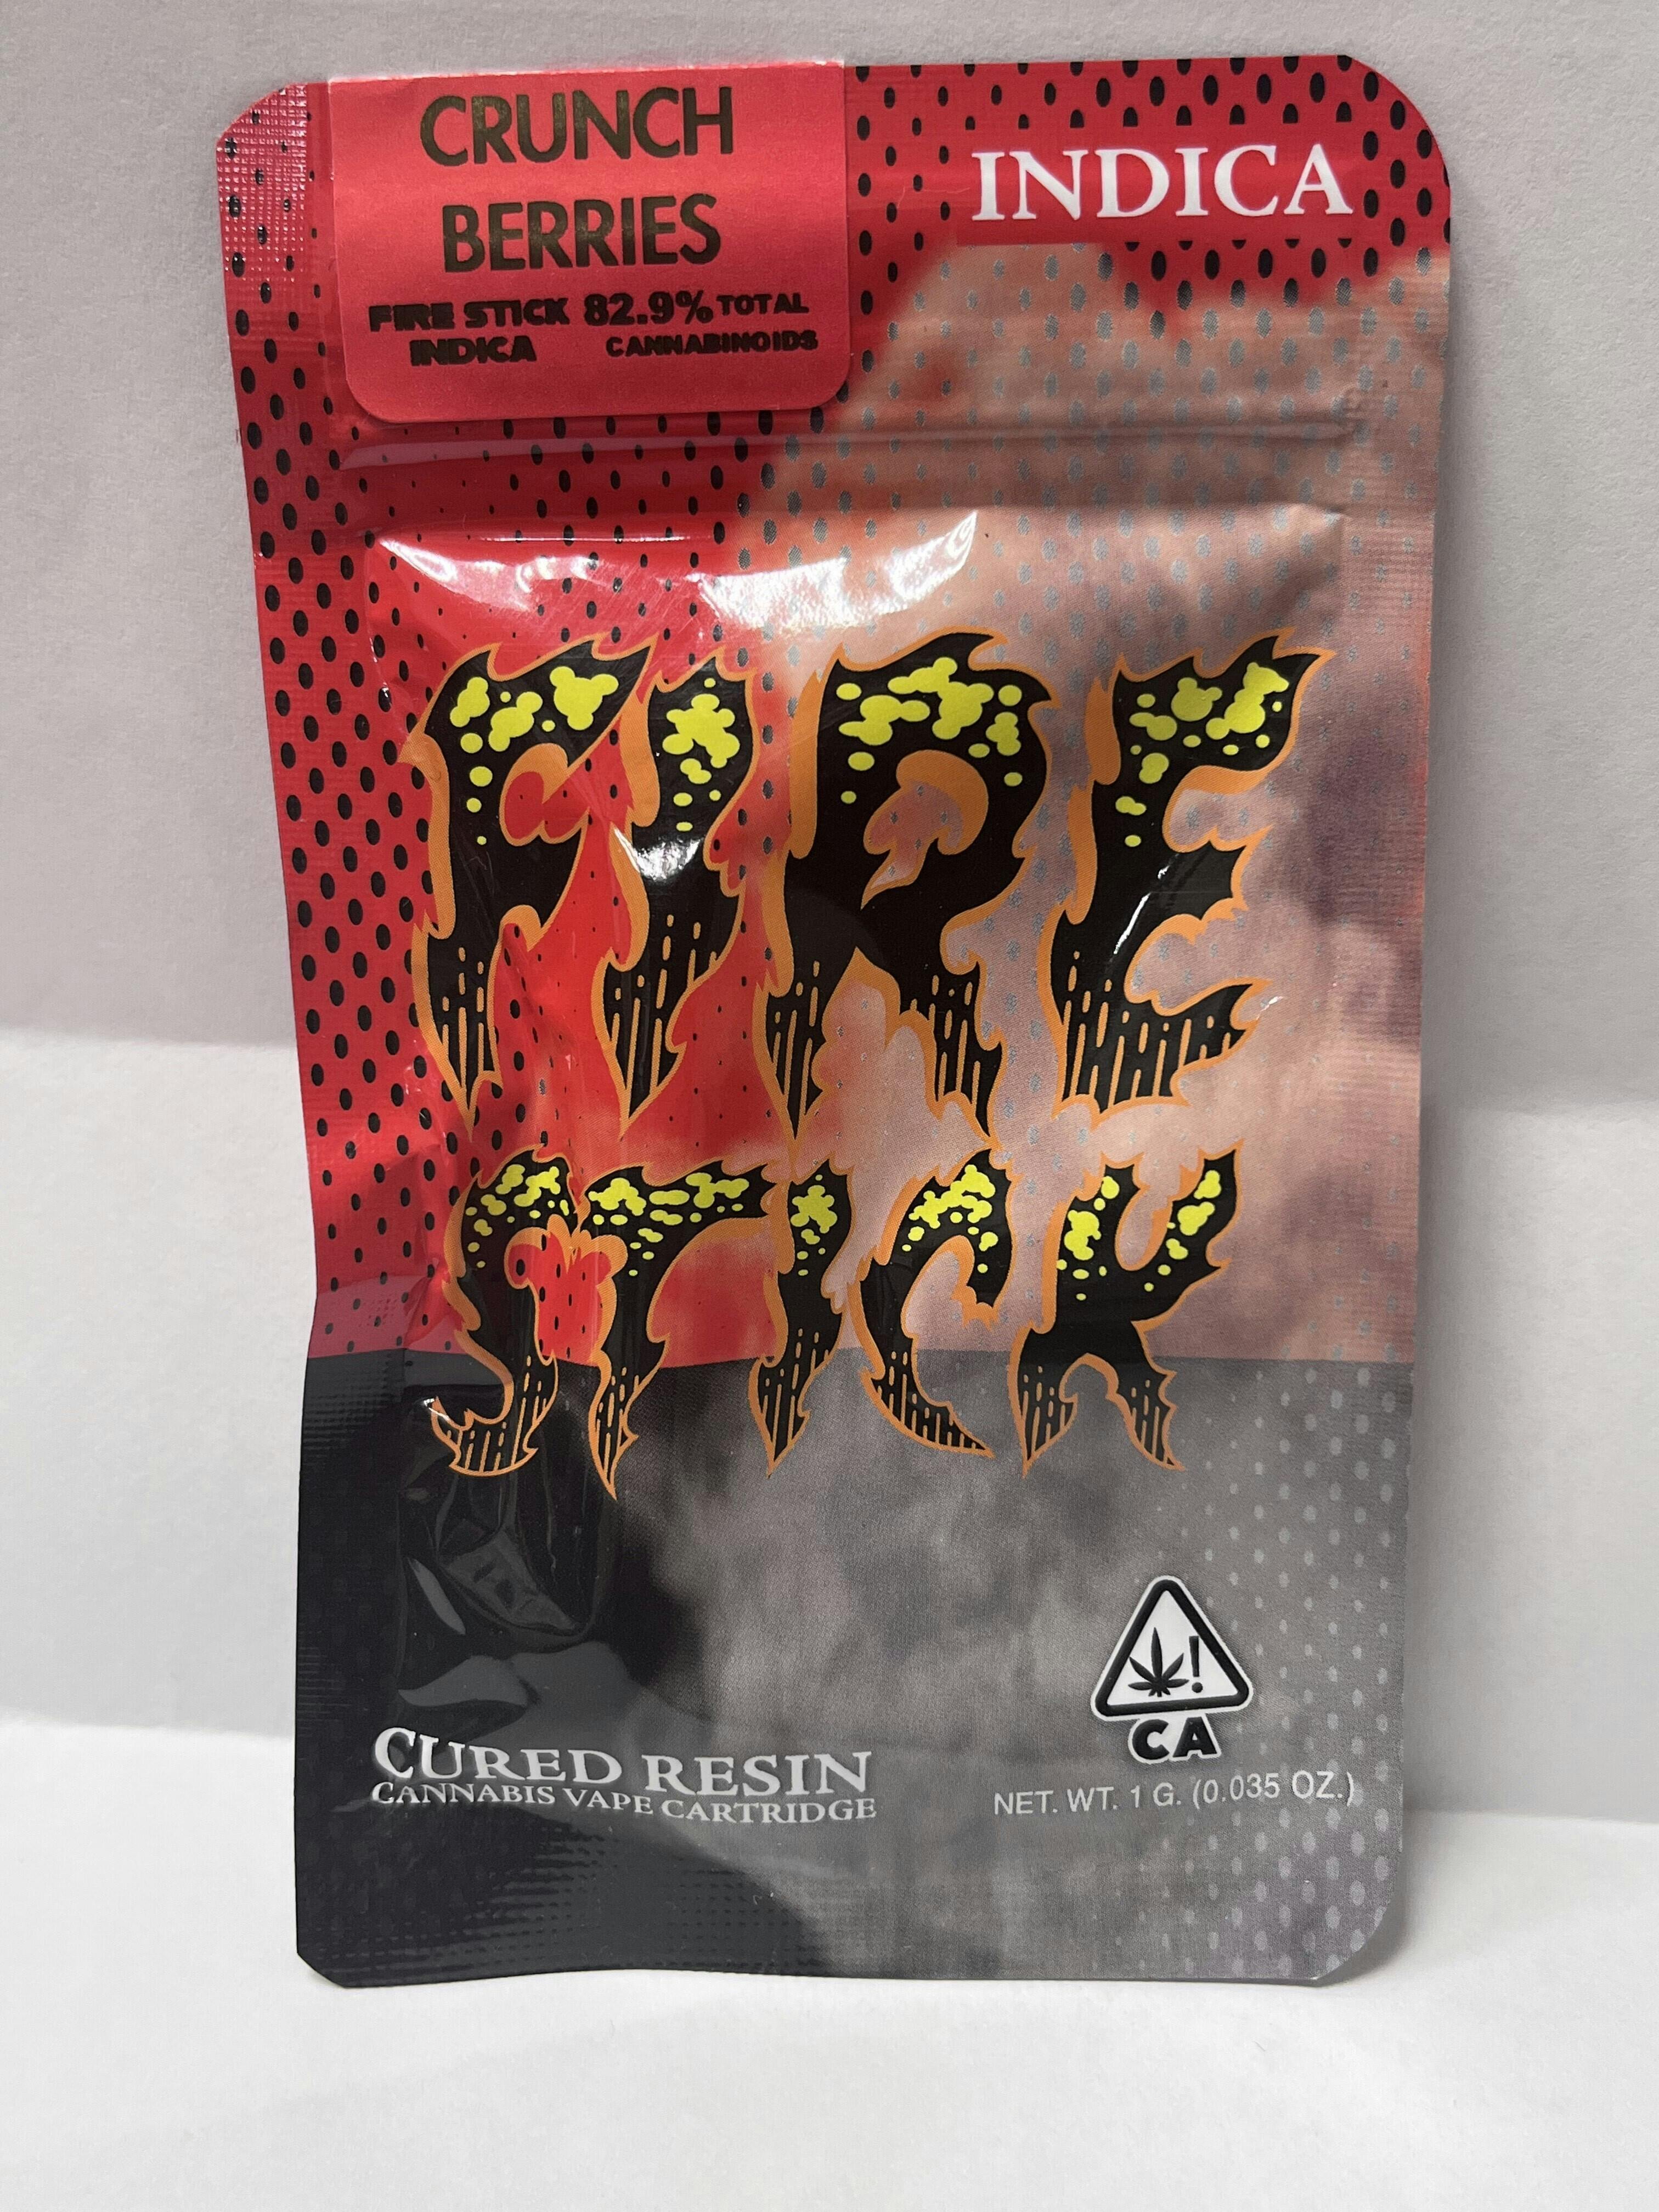 CRUNCH
BERRIES
FIRE STICK 82.9% TOTAL
INDICA CANNABINOIDS
INDICA
FIRE
STICK
!
CA
CURED RESIN
CANNABIS VAPE CARTRIDGE
NET. WT. 1 G. (0.035 OZ.)